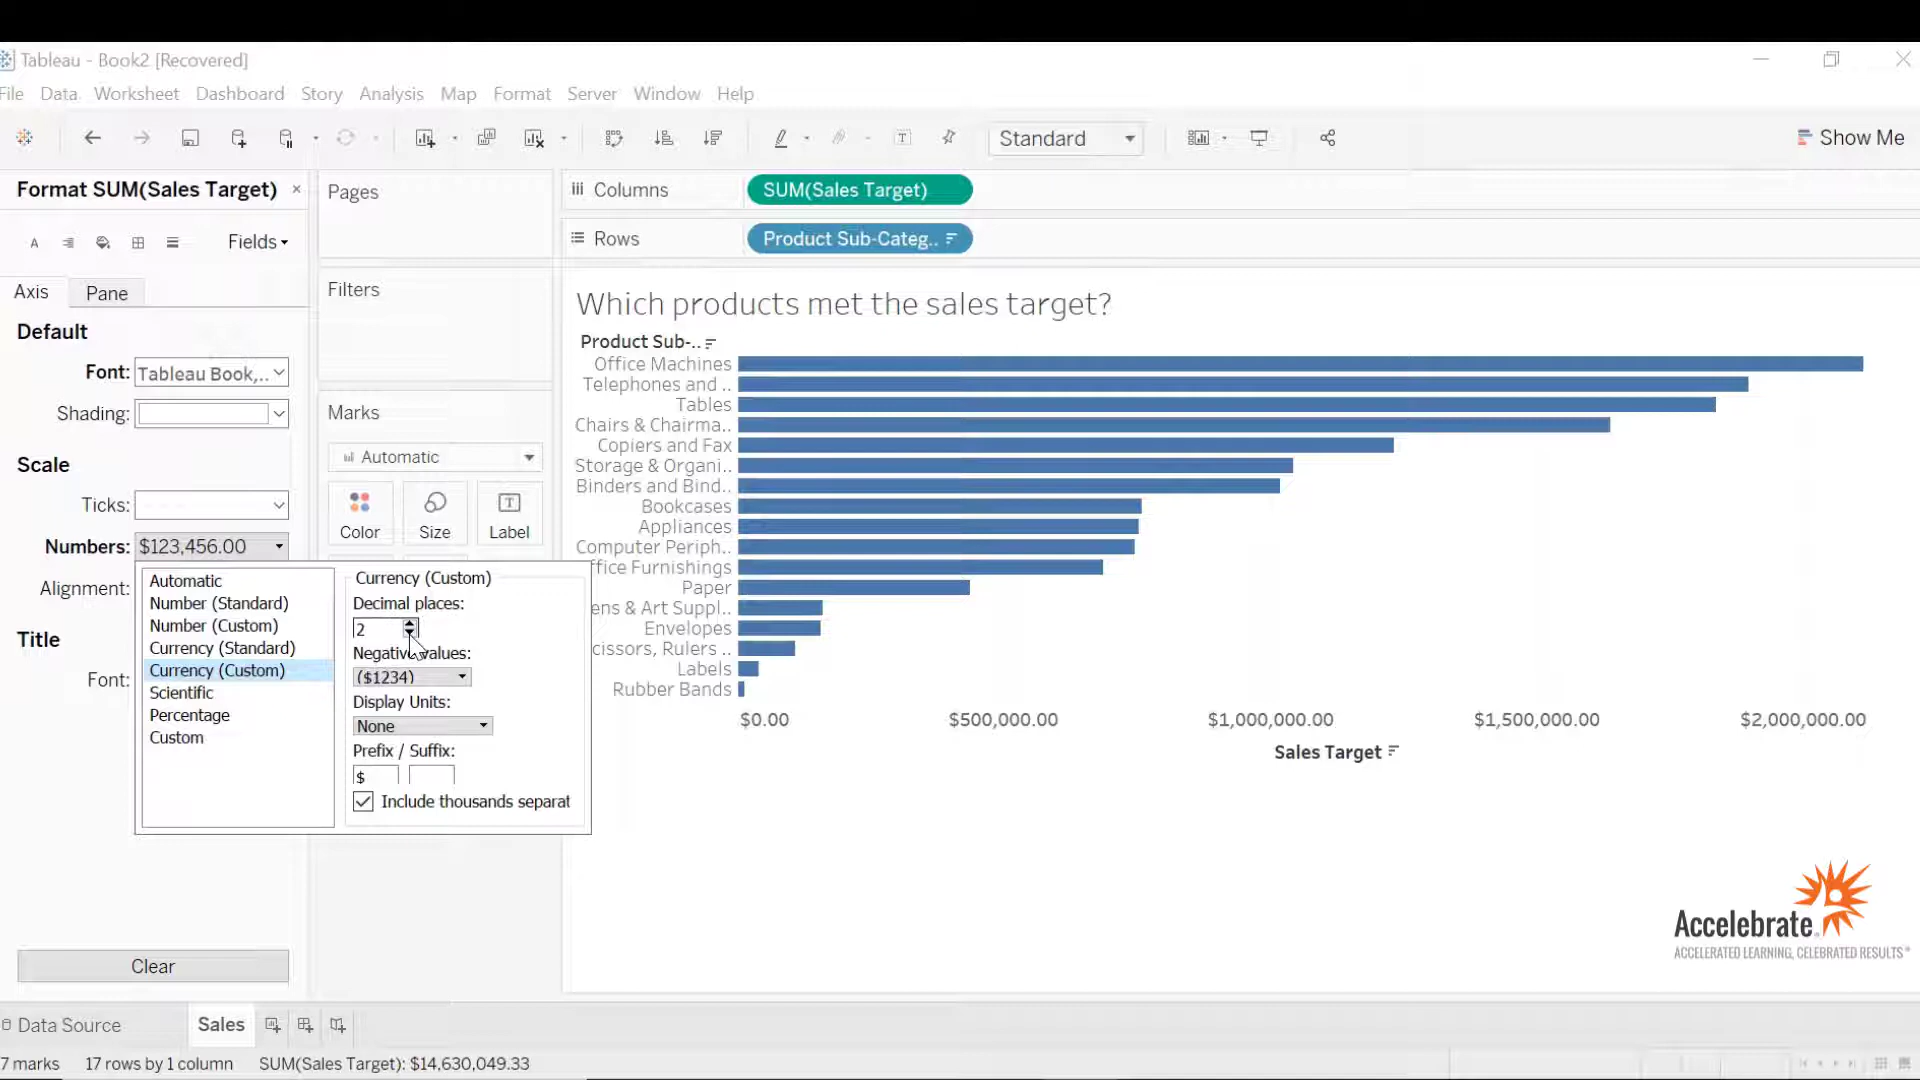 Tableau - Book2 [Recovered]
File Data Worksheet Dashboard Story Analysis Map Format Server Window Help
Standard
Show Me
Format SUM(Sales Target) ×
Fields
Axis Pane
Default
Font: Tableau Book,..
Shading:
Scale
Ticks:
Numbers: $123,456.00
Alignment:
Title
Font:
Clear
Automatic
Number (Standard)
Number (Custom)
Currency (Standard)
Currency (Custom)
Scientific
Percentage
Custom
Currency (Custom)
Decimal places:
2
Negative values:
($1234)
Display Units:
None
Prefix / Suffix:
$
Include thousands separat
Pages
Filters
Marks
Automatic
Color Size Label
Columns SUM(Sales Target)
Rows Product Sub-Categ..
Which products met the sales target?
Product Sub-..
Office Machines
Telephones and ..
Tables
Chairs & Chairma..
Copiers and Fax
Storage & Organi..
Binders and Bind..
Bookcases
Appliances
Computer Periph..
ffice Furnishings
Paper
ens & Art Suppl..
Envelopes
cissors, Rulers ..
Labels
Rubber Bands
$0.00 $500,000.00 $1,000,000.00 $1,500,000.00 $2,000,000.00
Sales Target
Accelebrate
ACCELERATED LEARNING, CELEBRATED RESULTS®
Data Source Sales
7 marks 17 rows by 1 column SUM(Sales Target): $14,630,049.33